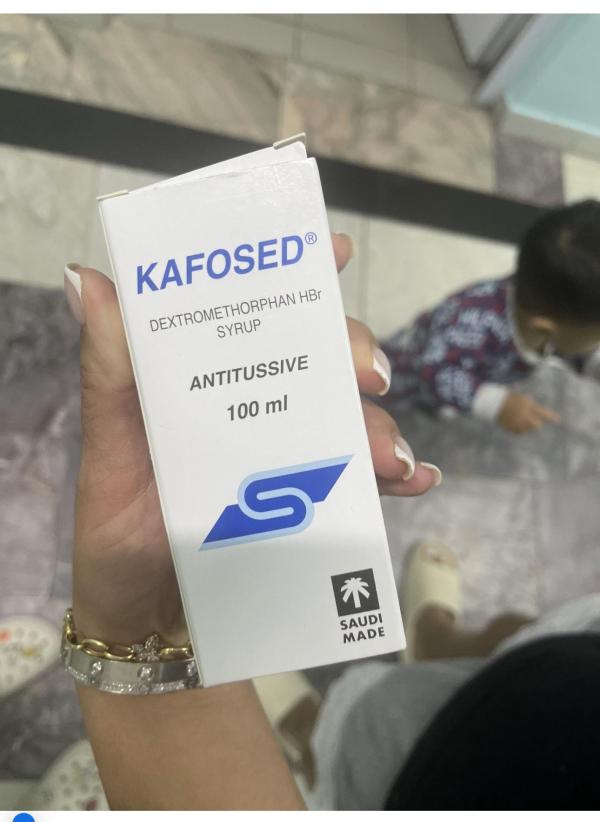 KAFOSED®
DEXTROMETHORPHAN HBr
SYRUP
ANTITUSSIVE
100 ml
S
SAUDI
MADE